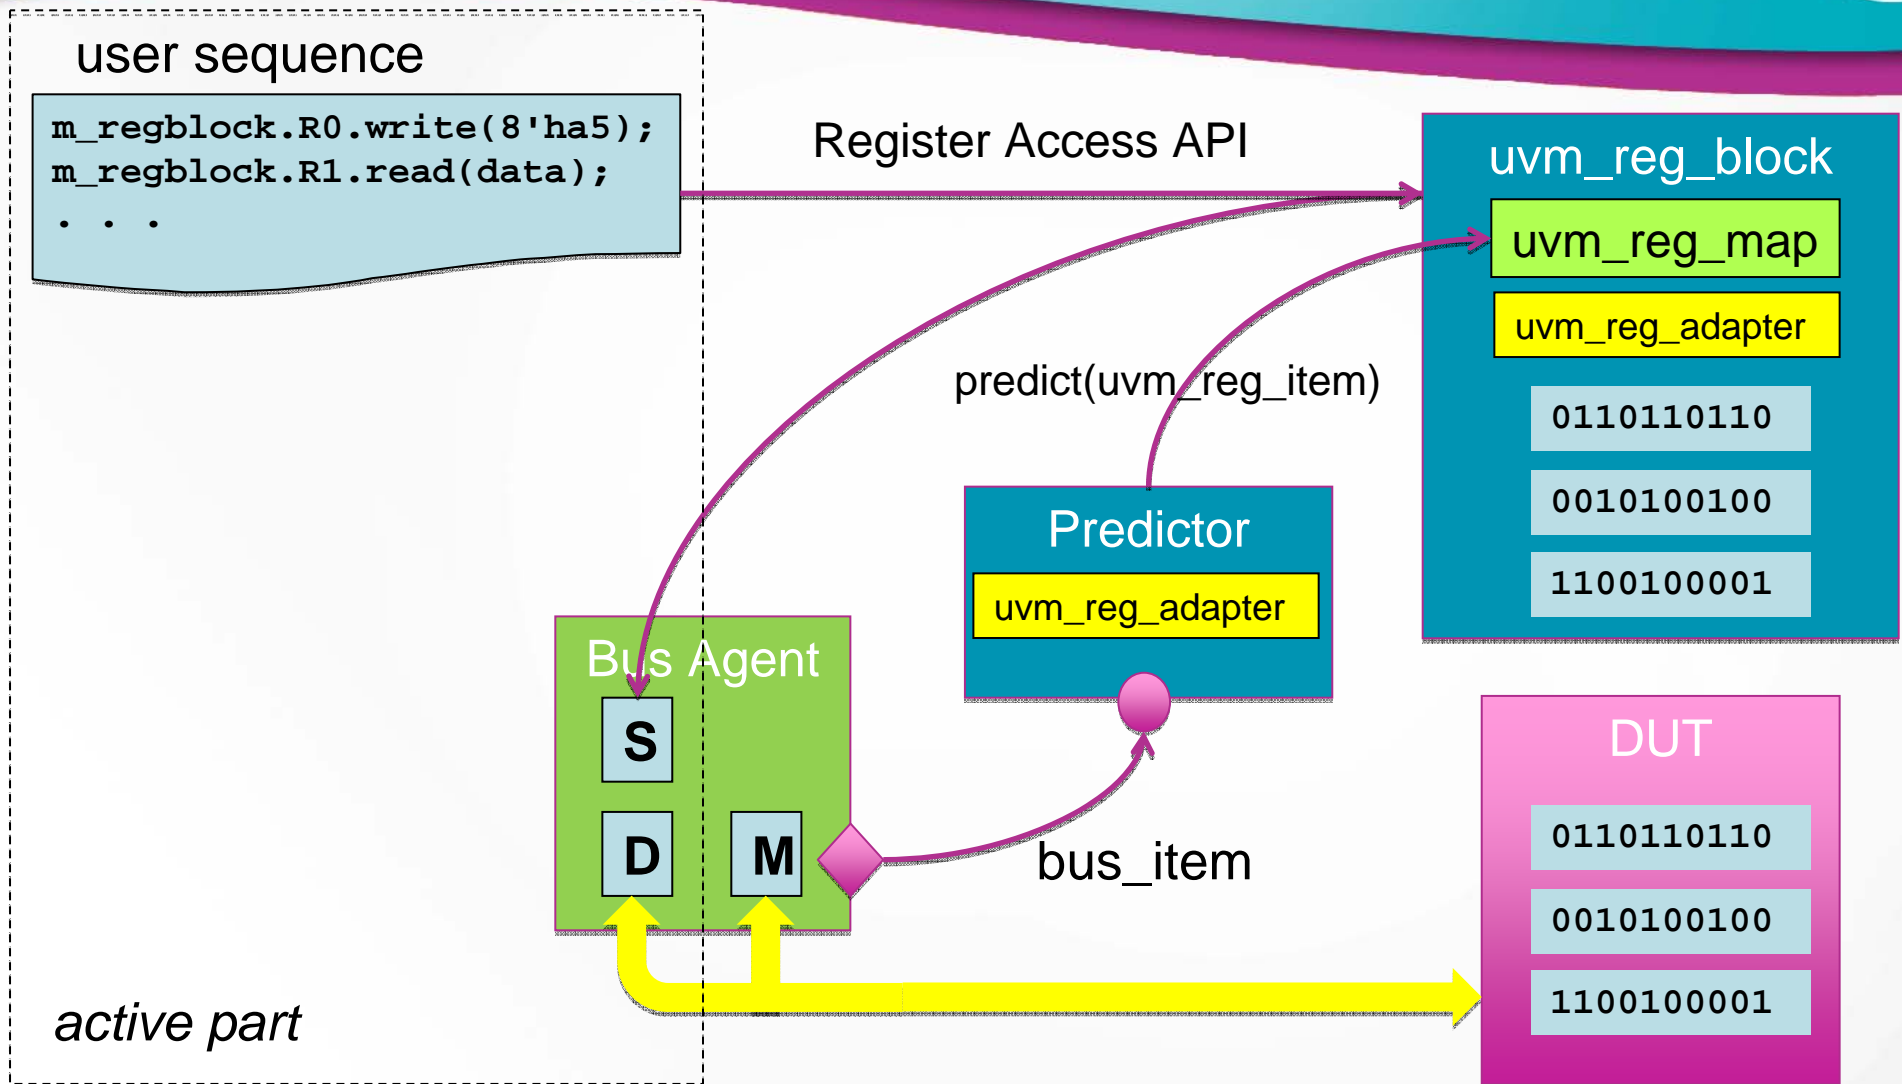 user sequence
m_regblock.R0.write(8'ha5);
m_regblock.R1.read(data);
. . .
Register Access API
uvm_reg_block
uvm_reg_map
uvm_reg_adapter
0110110110
0010100100
1100100001
predict(uvm_reg_item)
Predictor
uvm_reg_adapter
Bus Agent
S
D
M
bus_item
DUT
0110110110
0010100100
1100100001
active part